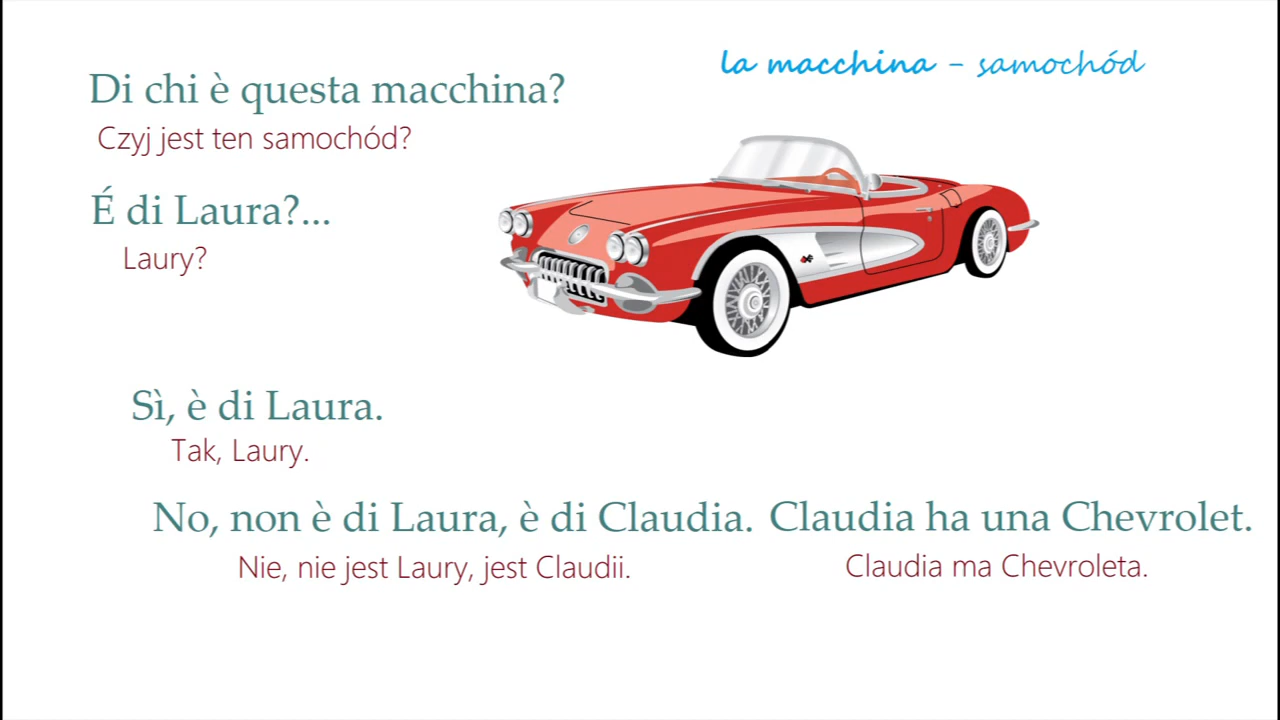 la macchina - samochód
Di chi è questa macchina?
Czyj jest ten samochód?
É di Laura?...
Laury?
Sì, è di Laura.
Tak, Laury.
No, non è di Laura, è di Claudia. Claudia ha una Chevrolet.
Nie, nie jest Laury, jest Claudii. Claudia ma Chevroleta.